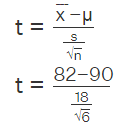 t = (x̄ − μ) / (s / √n)
t = (82−90) / (18 / √6)